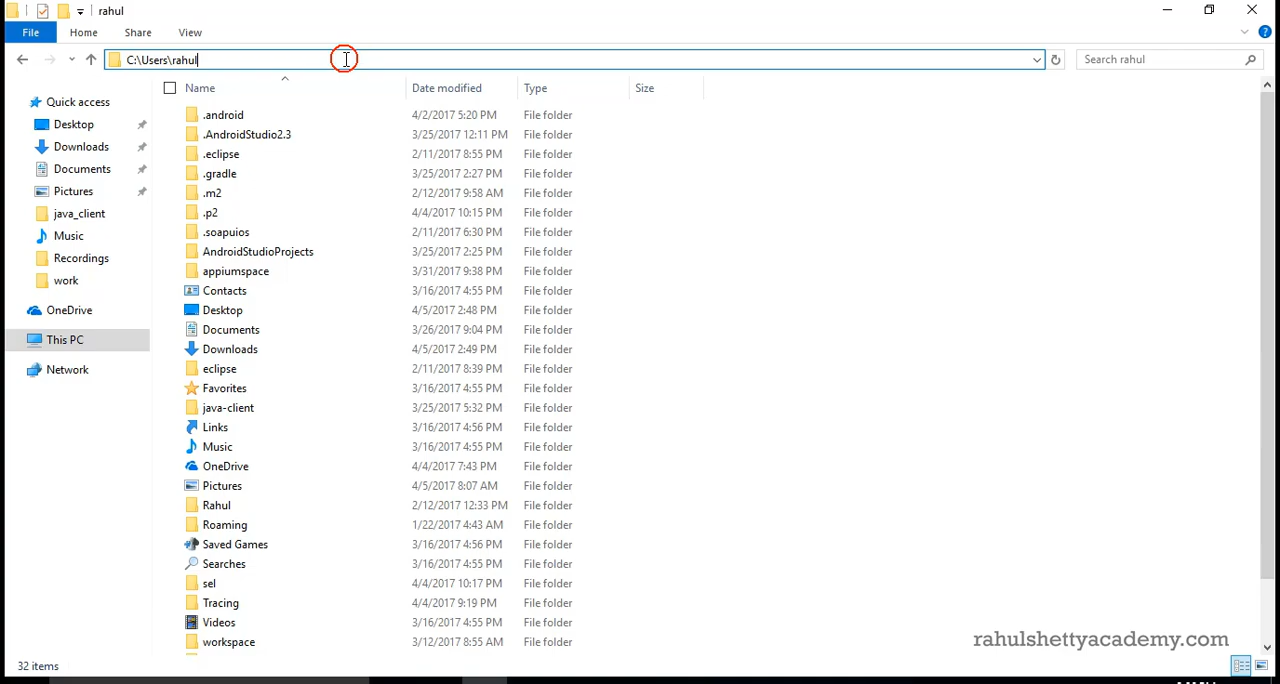 rahul
File Home Share View
C:\Users\rahul Search rahul
Name Date modified Type Size
Quick access
Desktop
Downloads
Documents
Pictures
java_client
Music
Recordings
work
OneDrive
This PC
Network
.android 4/2/2017 5:20 PM File folder
.AndroidStudio2.3 3/25/2017 12:11 PM File folder
.eclipse 2/11/2017 8:55 PM File folder
.gradle 3/25/2017 2:27 PM File folder
.m2 2/12/2017 9:58 AM File folder
.p2 4/4/2017 10:15 PM File folder
.soapuios 2/11/2017 6:30 PM File folder
AndroidStudioProjects 3/25/2017 2:25 PM File folder
appiumspace 3/31/2017 9:38 PM File folder
Contacts 3/16/2017 4:55 PM File folder
Desktop 4/5/2017 2:48 PM File folder
Documents 3/26/2017 9:04 PM File folder
Downloads 4/5/2017 2:49 PM File folder
eclipse 2/11/2017 8:39 PM File folder
Favorites 3/16/2017 4:55 PM File folder
java-client 3/25/2017 5:32 PM File folder
Links 3/16/2017 4:56 PM File folder
Music 3/16/2017 4:55 PM File folder
OneDrive 4/4/2017 7:43 PM File folder
Pictures 4/5/2017 8:07 AM File folder
Rahul 2/12/2017 12:33 PM File folder
Roaming 1/22/2017 4:43 AM File folder
Saved Games 3/16/2017 4:56 PM File folder
Searches 3/16/2017 4:55 PM File folder
sel 4/4/2017 10:17 PM File folder
Tracing 4/4/2017 9:19 PM File folder
Videos 3/16/2017 4:55 PM File folder
workspace 3/12/2017 8:55 AM File folder
rahulshettyacademy.com
32 items